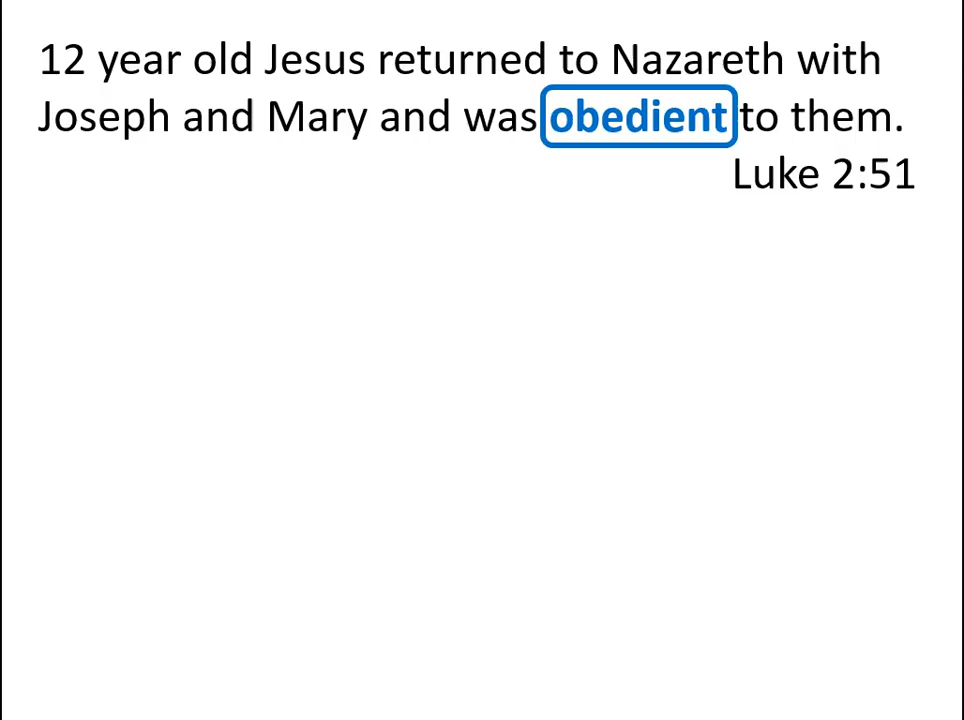 12 year old Jesus returned to Nazareth with
Joseph and Mary and was obedient to them.
Luke 2:51